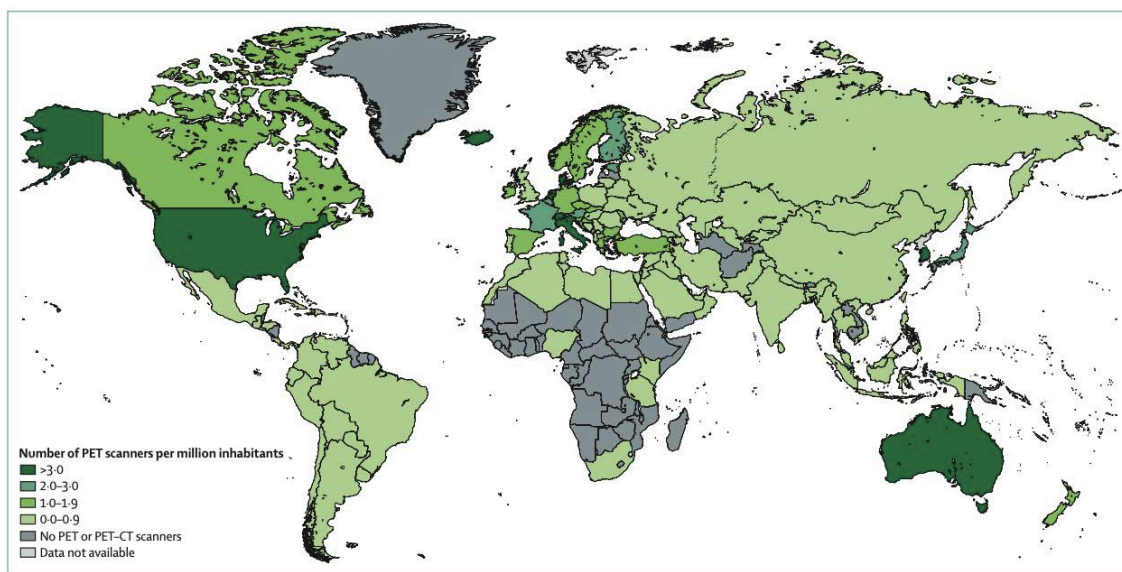 Number of PET scanners per million inhabitants
>3·0
2·0–3·0
1·0–1·9
0·0–0·9
No PET or PET–CT scanners
Data not available